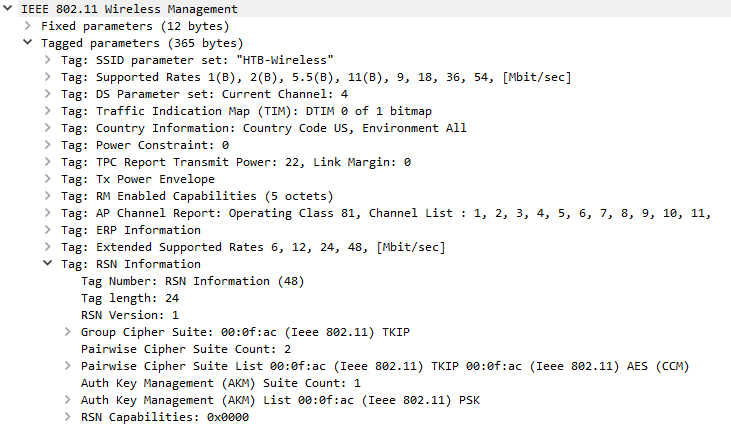 IEEE 802.11 Wireless Management
Fixed parameters (12 bytes)
Tagged parameters (365 bytes)
Tag: SSID parameter set: "HTB-Wireless"
Tag: Supported Rates 1(B), 2(B), 5.5(B), 11(B), 9, 18, 36, 54, [Mbit/sec]
Tag: DS Parameter set: Current Channel: 4
Tag: Traffic Indication Map (TIM): DTIM 0 of 1 bitmap
Tag: Country Information: Country Code US, Environment All
Tag: Power Constraint: 0
Tag: TPC Report Transmit Power: 22, Link Margin: 0
Tag: Tx Power Envelope
Tag: RM Enabled Capabilities (5 octets)
Tag: AP Channel Report: Operating Class 81, Channel List : 1, 2, 3, 4, 5, 6, 7, 8, 9, 10, 11,
Tag: ERP Information
Tag: Extended Supported Rates 6, 12, 24, 48, [Mbit/sec]
Tag: RSN Information
Tag Number: RSN Information (48)
Tag length: 24
RSN Version: 1
Group Cipher Suite: 00:0f:ac (Ieee 802.11) TKIP
Pairwise Cipher Suite Count: 2
Pairwise Cipher Suite List 00:0f:ac (Ieee 802.11) TKIP 00:0f:ac (Ieee 802.11) AES (CCM)
Auth Key Management (AKM) Suite Count: 1
Auth Key Management (AKM) List 00:0f:ac (Ieee 802.11) PSK
RSN Capabilities: 0x0000